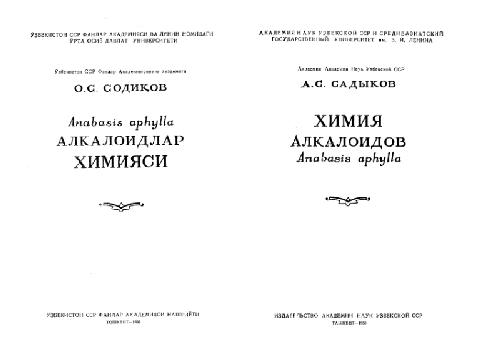 ЎЗБЕКИСТОН ССР ФАНЛАР АКАДЕМИЯСИ ВА ЛЕНИН НОМИДАГИ
ЎРТА ОСИЁ ДАВЛАТ УНИВЕРСИТЕТИ
Ўзбекистон ССР Фанлар Академиясининг академиги
О.С. СОДИКОВ
Anabasis aphylla
АЛКАЛОИДЛАР
ХИМИЯСИ
ЎЗБЕКИСТОН ССР ФАНЛАР АКАДЕМИЯСИ НАШРИЁТИ
ТОШКЕНТ—1956
АКАДЕМИЯ НАУК УЗБЕКСКОЙ ССР И СРЕДНЕАЗИАТСКИЙ
ГОСУДАРСТВЕННЫЙ УНИВЕРСИТЕТ им. В. И. ЛЕНИНА
Академик Академии Наук Узбекской ССР
А.С. САДЫКОВ
ХИМИЯ
АЛКАЛОИДОВ
Anabasis aphylla
ИЗДАТЕЛЬСТВО АКАДЕМИИ НАУК УЗБЕКСКОЙ ССР
ТАШКЕНТ—1956